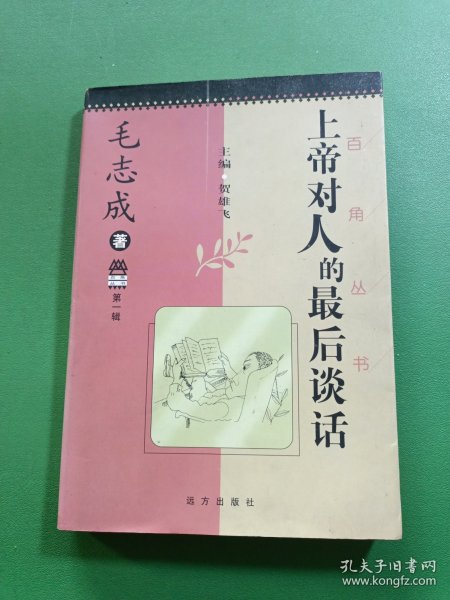 上帝对人的最后谈话
百角丛书
主编·贺雄飞
毛志成
著
第一辑
远方出版社
孔夫子旧书网
www.kongfz.com